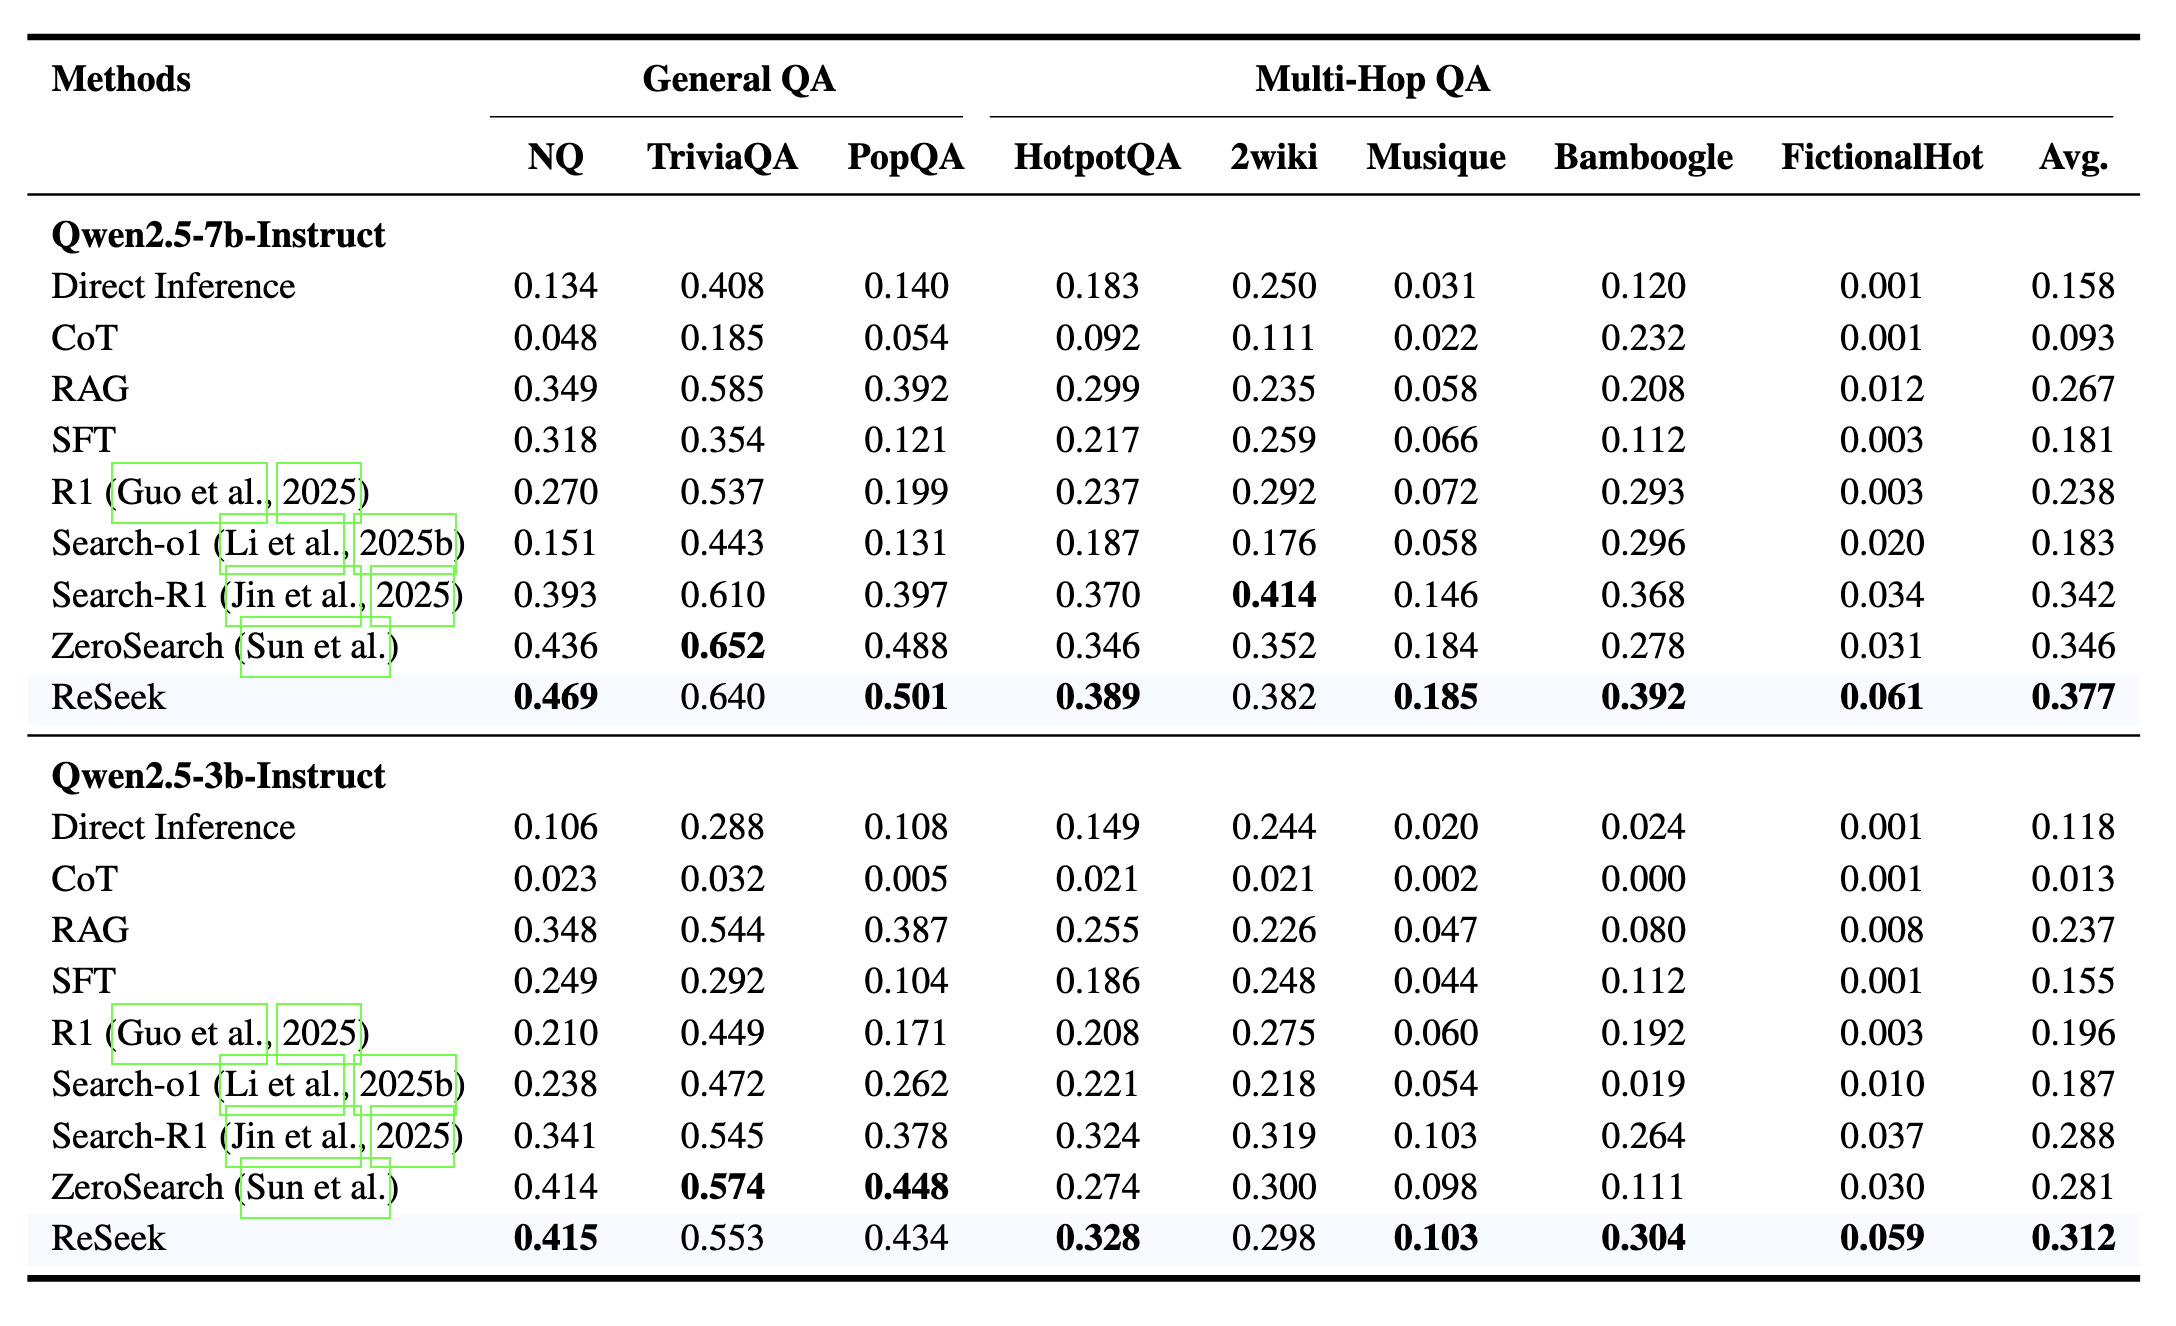 Methods General QA Multi-Hop QA
NQ TriviaQA PopQA HotpotQA 2wiki Musique Bamboogle FictionalHot Avg.
Qwen2.5-7b-Instruct
Direct Inference 0.134 0.408 0.140 0.183 0.250 0.031 0.120 0.001 0.158
CoT 0.048 0.185 0.054 0.092 0.111 0.022 0.232 0.001 0.093
RAG 0.349 0.585 0.392 0.299 0.235 0.058 0.208 0.012 0.267
SFT 0.318 0.354 0.121 0.217 0.259 0.066 0.112 0.003 0.181
R1 (Guo et al., 2025) 0.270 0.537 0.199 0.237 0.292 0.072 0.293 0.003 0.238
Search-o1 (Li et al., 2025b) 0.151 0.443 0.131 0.187 0.176 0.058 0.296 0.020 0.183
Search-R1 (Jin et al., 2025) 0.393 0.610 0.397 0.370 0.414 0.146 0.368 0.034 0.342
ZeroSearch (Sun et al.) 0.436 0.652 0.488 0.346 0.352 0.184 0.278 0.031 0.346
ReSeek 0.469 0.640 0.501 0.389 0.382 0.185 0.392 0.061 0.377
Qwen2.5-3b-Instruct
Direct Inference 0.106 0.288 0.108 0.149 0.244 0.020 0.024 0.001 0.118
CoT 0.023 0.032 0.005 0.021 0.021 0.002 0.000 0.001 0.013
RAG 0.348 0.544 0.387 0.255 0.226 0.047 0.080 0.008 0.237
SFT 0.249 0.292 0.104 0.186 0.248 0.044 0.112 0.001 0.155
R1 (Guo et al., 2025) 0.210 0.449 0.171 0.208 0.275 0.060 0.192 0.003 0.196
Search-o1 (Li et al., 2025b) 0.238 0.472 0.262 0.221 0.218 0.054 0.019 0.010 0.187
Search-R1 (Jin et al., 2025) 0.341 0.545 0.378 0.324 0.319 0.103 0.264 0.037 0.288
ZeroSearch (Sun et al.) 0.414 0.574 0.448 0.274 0.300 0.098 0.111 0.030 0.281
ReSeek 0.415 0.553 0.434 0.328 0.298 0.103 0.304 0.059 0.312